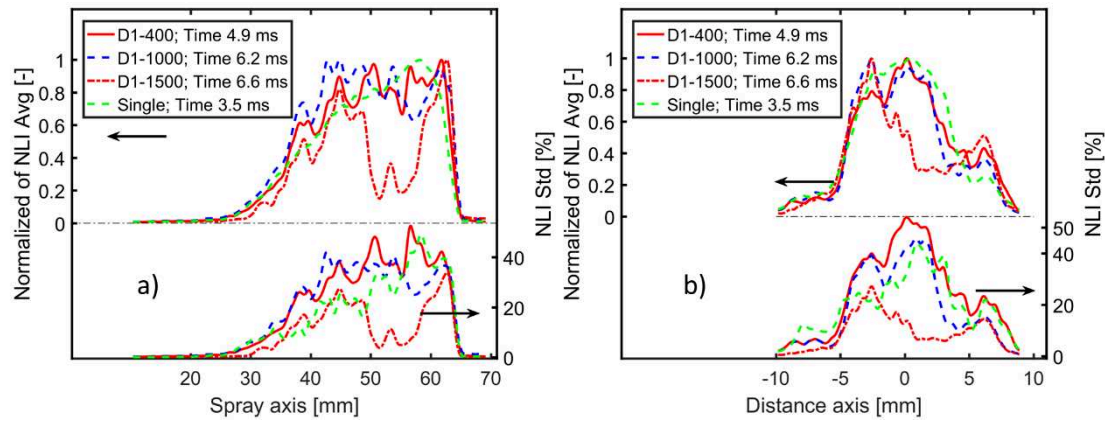 D1-400; Time 4.9 ms
D1-1000; Time 6.2 ms
D1-1500; Time 6.6 ms
Single; Time 3.5 ms
Normalized of NLI Avg [-]
1
0.8
0.6
0.4
0.2
0
NLI Std [%]
40
20
0
a)
20 30 40 50 60 70
Spray axis [mm]
D1-400; Time 4.9 ms
D1-1000; Time 6.2 ms
D1-1500; Time 6.6 ms
Single; Time 3.5 ms
Normalized of NLI Avg [-]
1
0.8
0.6
0.4
0.2
0
NLI Std [%]
50
40
20
0
b)
-10 -5 0 5 10
Distance axis [mm]